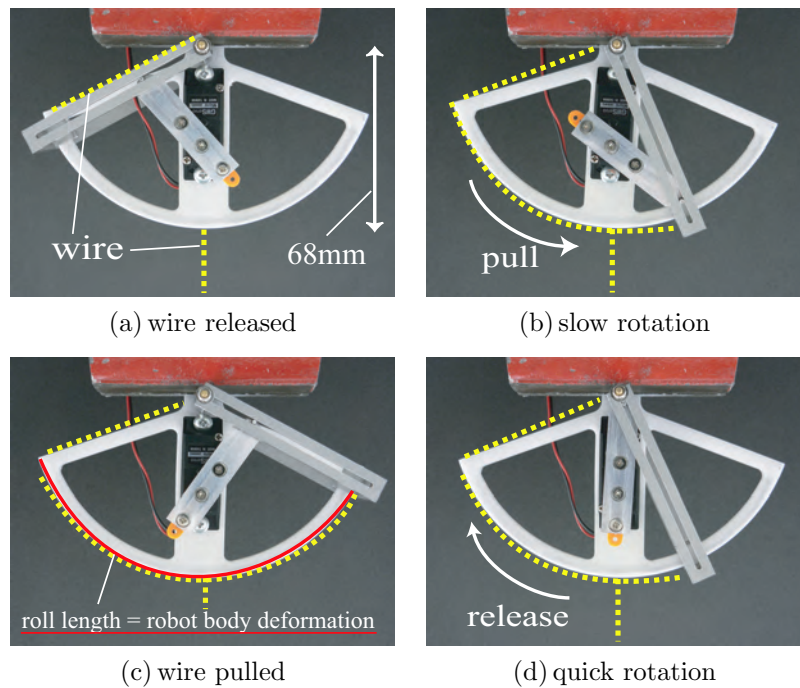 wire
68mm
(a) wire released
pull
(b) slow rotation
roll length = robot body deformation
(c) wire pulled
release
(d) quick rotation